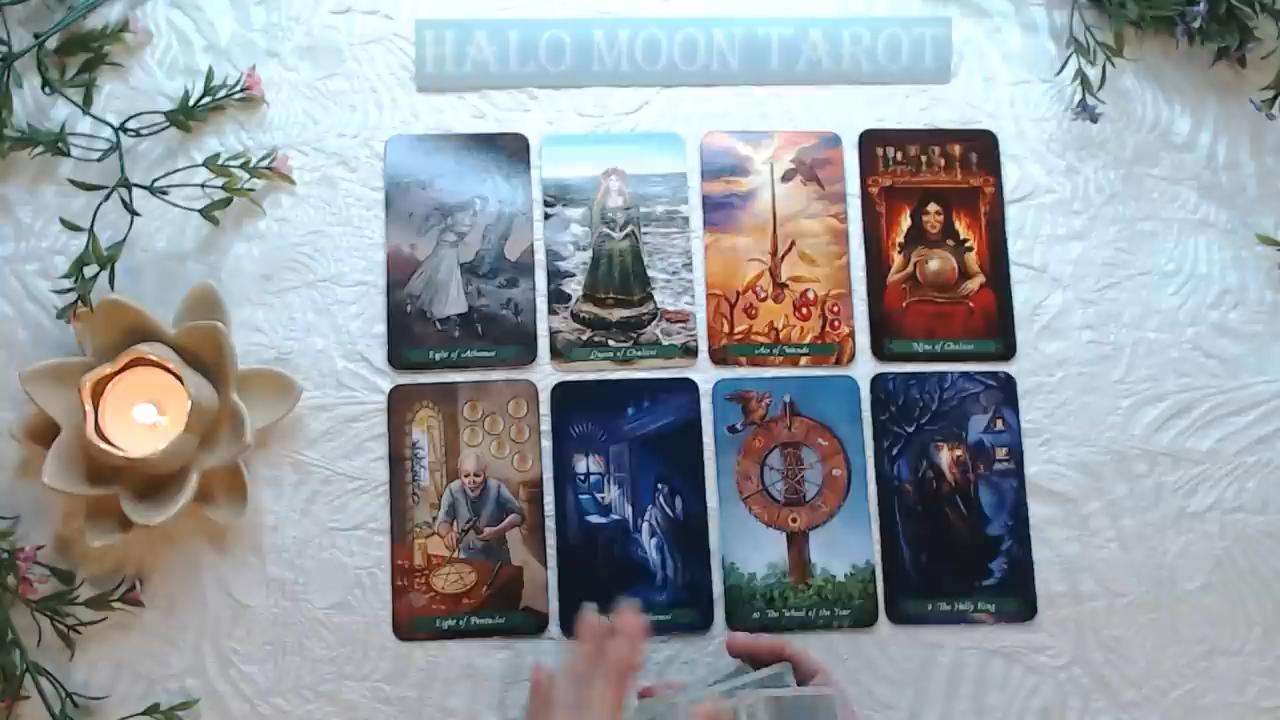 HALO MOON TAROT
Eight of Athames
Queen of Chalices
Ace of Wands
Nine of Chalices
Eight of Pentacles
10 The Wheel of the Year
9 The Holly King